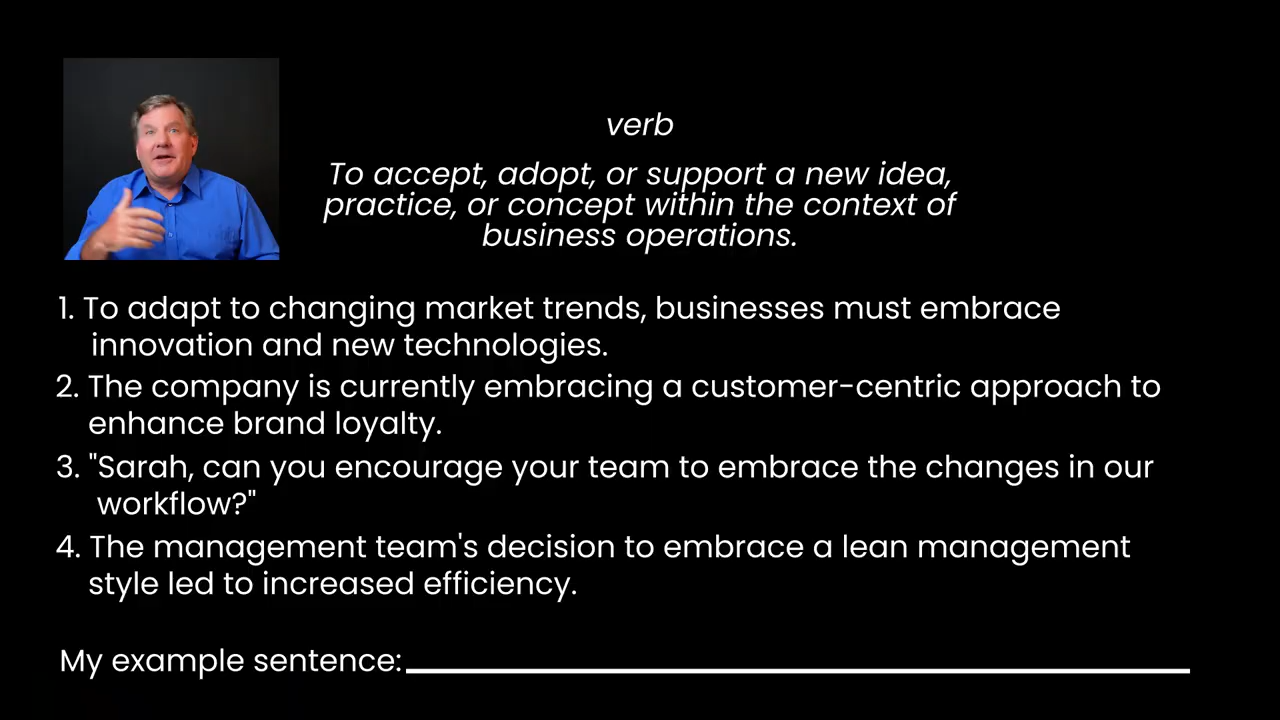 verb
To accept, adopt, or support a new idea,
practice, or concept within the context of
business operations.
1. To adapt to changing market trends, businesses must embrace
innovation and new technologies.
2. The company is currently embracing a customer-centric approach to
enhance brand loyalty.
3. "Sarah, can you encourage your team to embrace the changes in our
workflow?"
4. The management team's decision to embrace a lean management
style led to increased efficiency.
My example sentence: